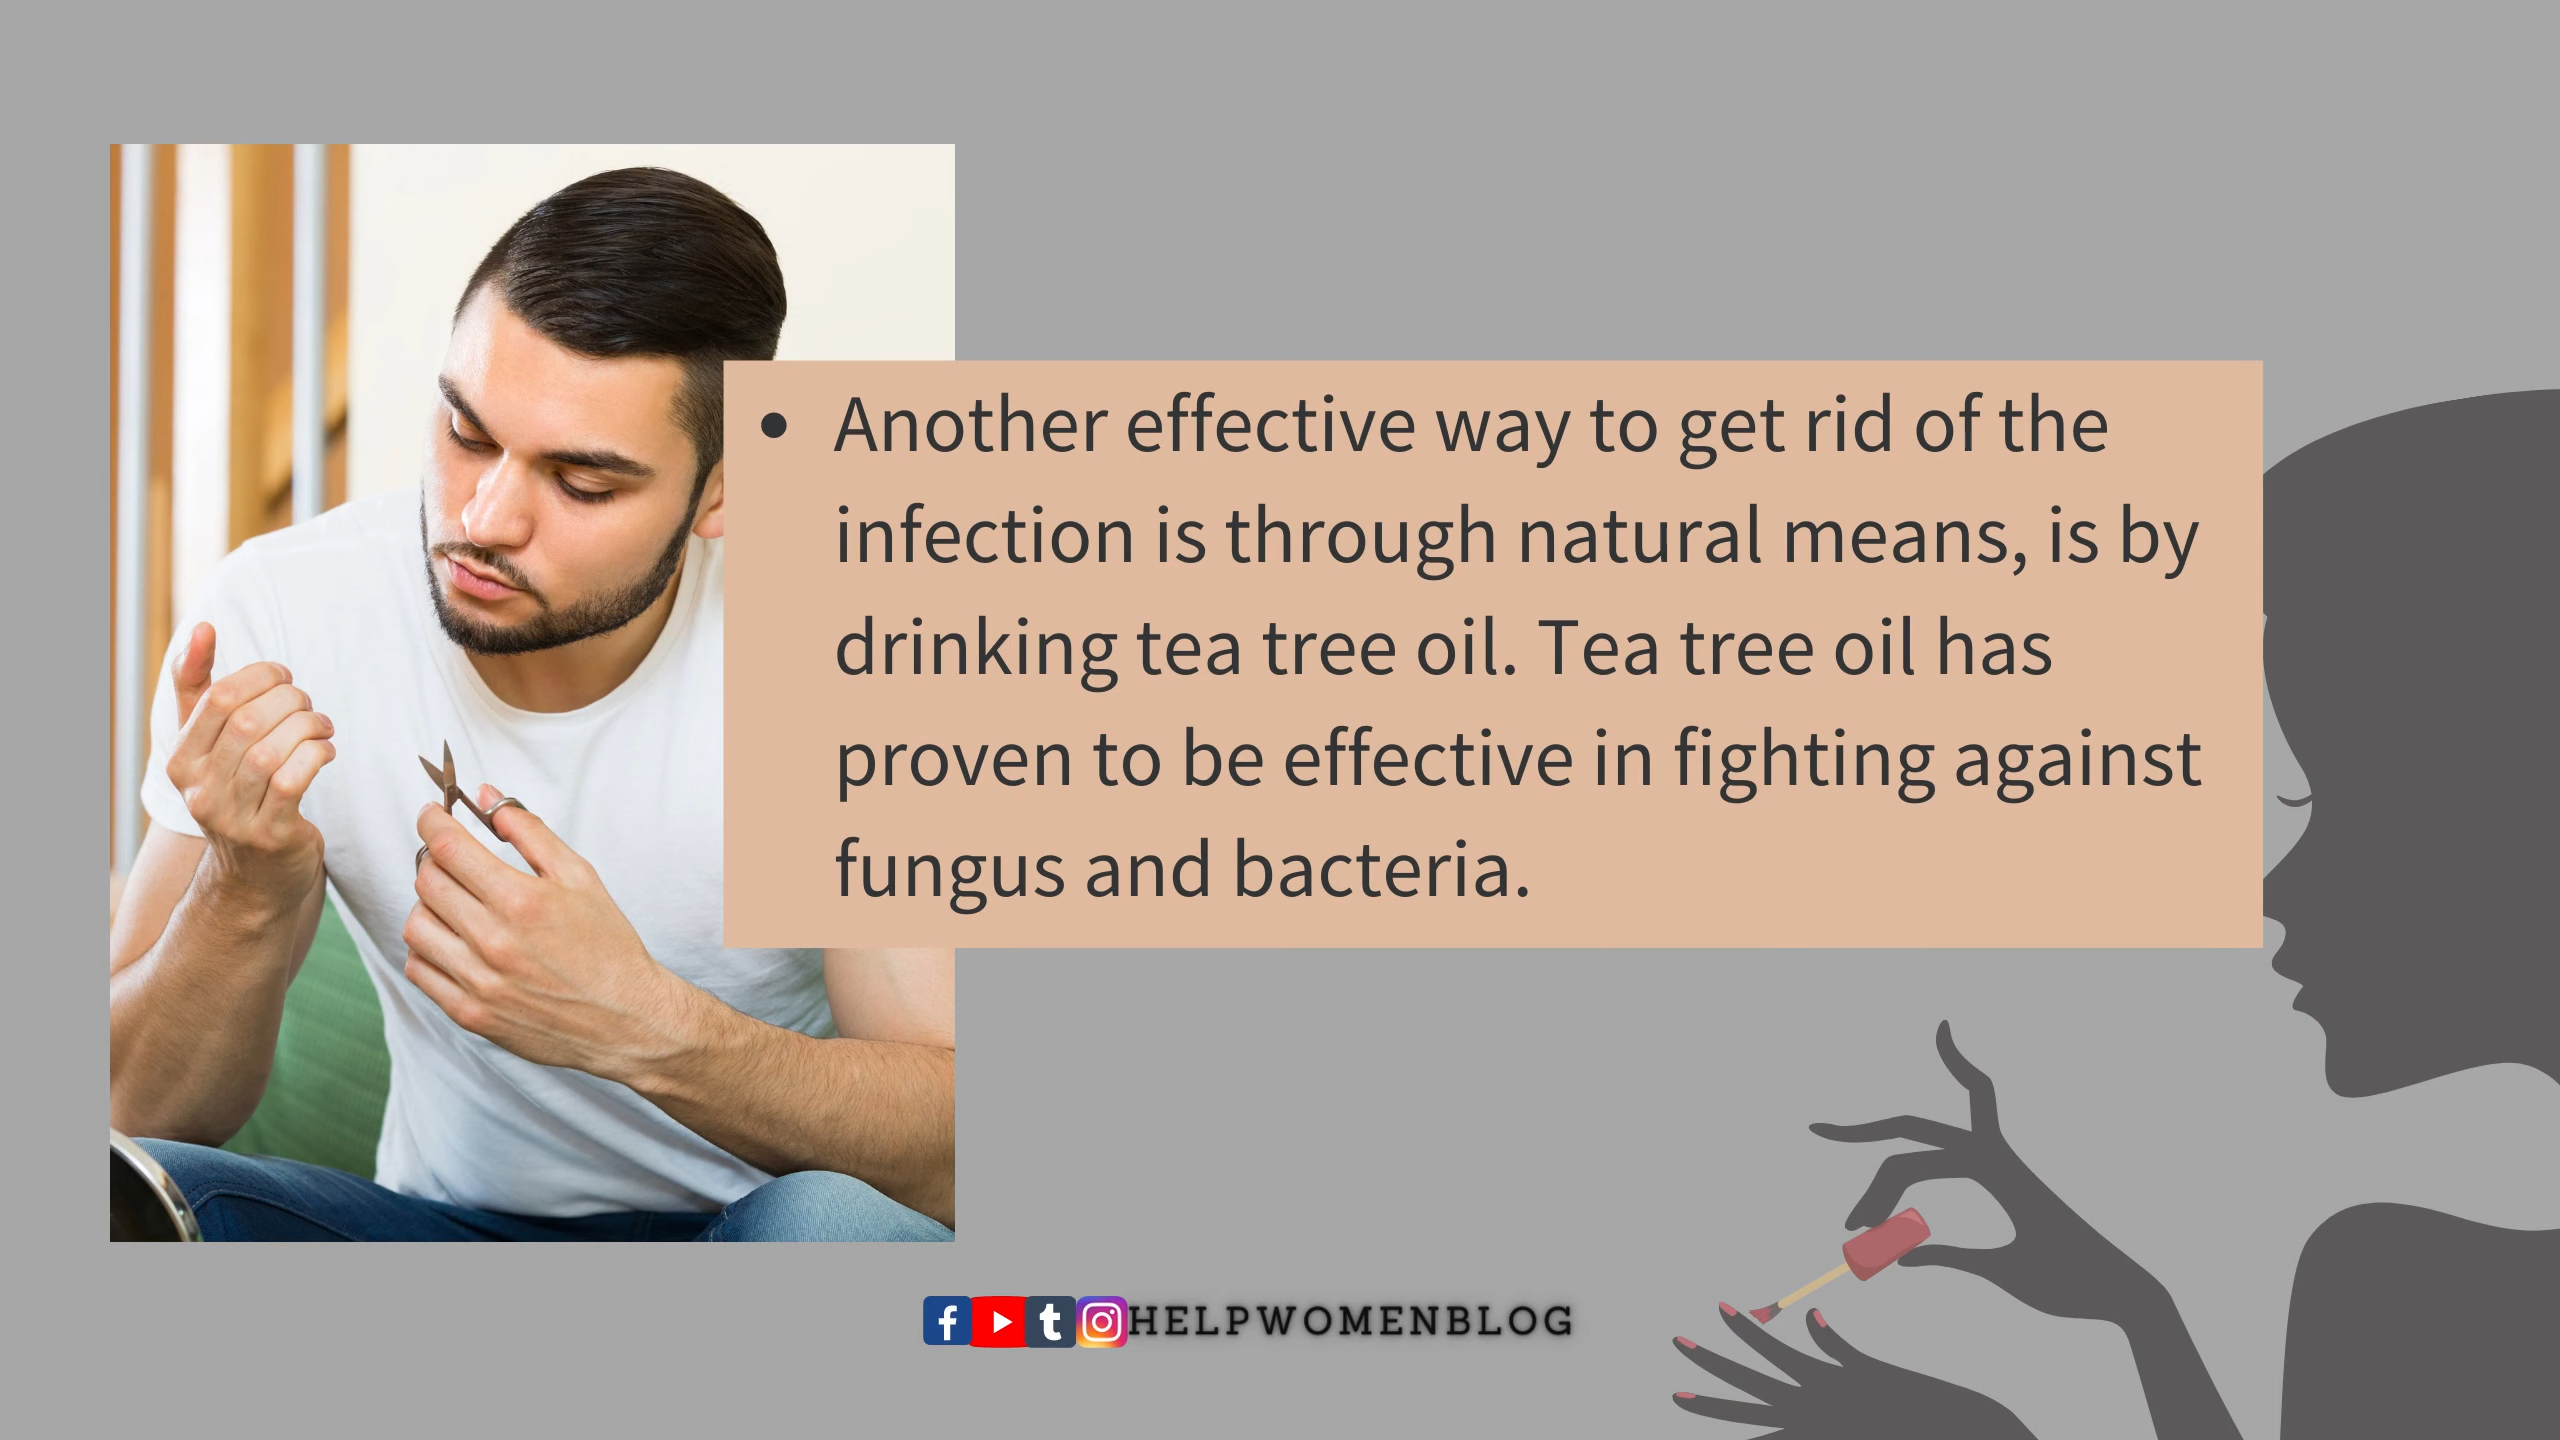 • Another effective way to get rid of the
infection is through natural means, is by
drinking tea tree oil. Tea tree oil has
proven to be effective in fighting against
fungus and bacteria.
HELPWOMENBLOG